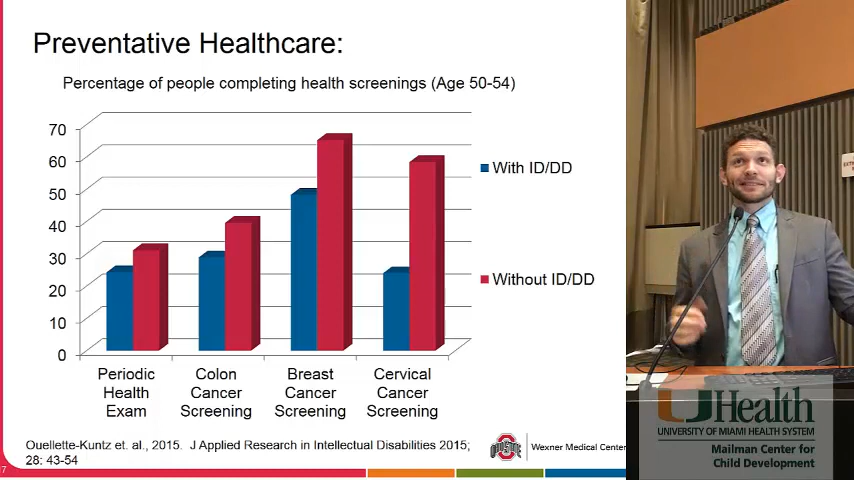 Preventative Healthcare:
Percentage of people completing health screenings (Age 50-54)
70
60
50
40
30
20
10
0
With ID/DD
Without ID/DD
Periodic
Health
Exam
Colon
Cancer
Screening
Breast
Cancer
Screening
Cervical
Cancer
Screening
Ouellette-Kuntz et. al., 2015. J Applied Research in Intellectual Disabilities 2015;
28: 43-54
Wexner Medical Center
7
UHealth
UNIVERSITY OF MIAMI HEALTH SYSTEM
Mailman Center for
Child Development